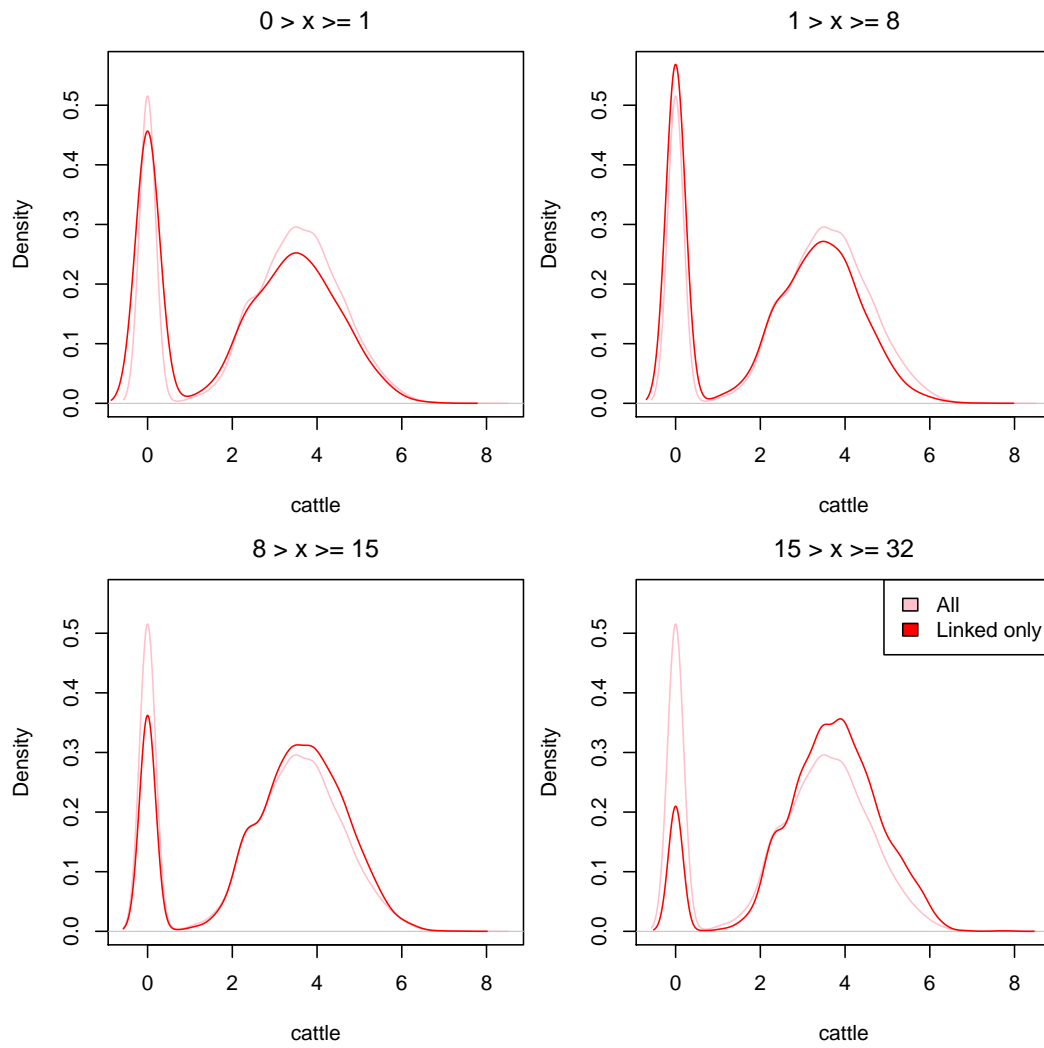 0 > x >= 1
Density
0.0 0.1 0.2 0.3 0.4 0.5
0 2 4 6 8
cattle
1 > x >= 8
Density
0.0 0.1 0.2 0.3 0.4 0.5
0 2 4 6 8
cattle
8 > x >= 15
Density
0.0 0.1 0.2 0.3 0.4 0.5
0 2 4 6 8
cattle
15 > x >= 32
Density
0.0 0.1 0.2 0.3 0.4 0.5
All
Linked only
0 2 4 6 8
cattle